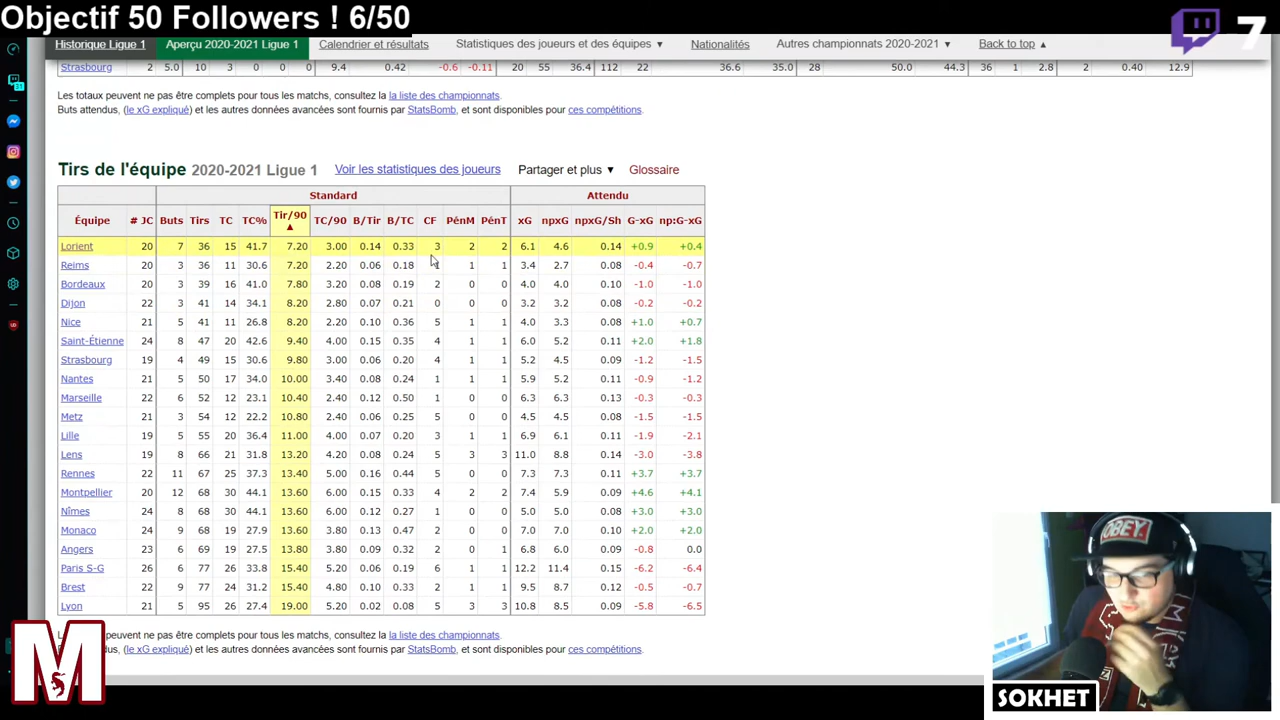 Objectif 50 Followers ! 6/50
7
Historique Ligue 1 Aperçu 2020-2021 Ligue 1 Calendrier et résultats Statistiques des joueurs et des équipes ▼ Nationalités Autres championnats 2020-2021 ▼ Back to top ▲
Strasbourg 2 5.0 10 3 0 0 0 9.4 0.42 -0.6 -0.11 20 55 36.4 112 22 36.6 35.0 28 50.0 44.3 36 1 2.8 2 0.40 12.9
Les totaux peuvent ne pas être complets pour tous les matchs, consultez la liste des championnats.
Buts attendus, (le xG expliqué) et les autres données avancées sont fournis par StatsBomb, et sont disponibles pour ces compétitions.
Tirs de l'équipe 2020-2021 Ligue 1 Voir les statistiques des joueurs Partager et plus ▼ Glossaire
Standard Attendu
Équipe # JC Buts Tirs TC TC% Tir/90 ▲ TC/90 B/Tir B/TC CF PénM PénT xG npxG npxG/Sh G-xG np:G-xG
Lorient 20 7 36 15 41.7 7.20 3.00 0.14 0.33 3 2 2 6.1 4.6 0.14 +0.9 +0.4
Reims 20 3 36 11 30.6 7.20 2.20 0.06 0.18 1 1 1 3.4 2.7 0.08 -0.4 -0.7
Bordeaux 20 3 39 16 41.0 7.80 3.20 0.08 0.19 2 0 0 4.0 4.0 0.10 -1.0 -1.0
Dijon 22 3 41 14 34.1 8.20 2.80 0.07 0.21 0 0 0 3.2 3.2 0.08 -0.2 -0.2
Nice 21 5 41 11 26.8 8.20 2.20 0.10 0.36 5 1 1 4.0 3.3 0.08 +1.0 +0.7
Saint-Étienne 24 8 47 20 42.6 9.40 4.00 0.15 0.35 4 1 1 6.0 5.2 0.11 +2.0 +1.8
Strasbourg 19 4 49 15 30.6 9.80 3.00 0.06 0.20 4 1 1 5.2 4.5 0.09 -1.2 -1.5
Nantes 21 5 50 17 34.0 10.00 3.40 0.08 0.24 1 1 1 5.9 5.2 0.11 -0.9 -1.2
Marseille 22 6 52 12 23.1 10.40 2.40 0.12 0.50 1 0 0 6.3 6.3 0.13 -0.3 -0.3
Metz 21 3 54 12 22.2 10.80 2.40 0.06 0.25 5 0 0 4.5 4.5 0.08 -1.5 -1.5
Lille 19 5 55 20 36.4 11.00 4.00 0.07 0.20 3 1 1 6.9 6.1 0.11 -1.9 -2.1
Lens 19 8 66 21 31.8 13.20 4.20 0.08 0.24 5 3 3 11.0 8.8 0.14 -3.0 -3.8
Rennes 22 11 67 25 37.3 13.40 5.00 0.16 0.44 5 0 0 7.3 7.3 0.11 +3.7 +3.7
Montpellier 20 12 68 30 44.1 13.60 6.00 0.15 0.33 4 2 2 7.4 5.9 0.09 +4.6 +4.1
Nîmes 24 8 68 30 44.1 13.60 6.00 0.12 0.27 1 0 0 5.0 5.0 0.08 +3.0 +3.0
Monaco 24 9 68 19 27.9 13.60 3.80 0.13 0.47 1 0 0 7.0 7.0 0.10 +2.0 +2.0
Angers 23 6 69 19 27.5 13.80 3.80 0.09 0.32 2 0 1 6.8 6.0 0.09 -0.8 0.0
Paris S-G 26 6 77 26 33.8 15.40 5.20 0.06 0.19 6 1 1 12.2 11.4 0.15 -6.2 -6.4
Brest 22 9 77 24 31.2 15.40 4.80 0.10 0.33 2 1 1 9.5 8.7 0.12 -0.5 -0.7
Lyon 21 5 95 26 27.4 19.00 5.20 0.02 0.08 5 3 3 10.8 8.5 0.09 -5.8 -6.5
peuvent ne pas être complets pour tous les matchs, consultez la liste des championnats.
(le xG expliqué) et les autres données avancées sont fournis par StatsBomb, et sont disponibles pour ces compétitions.
M
OBEY
SOKHET